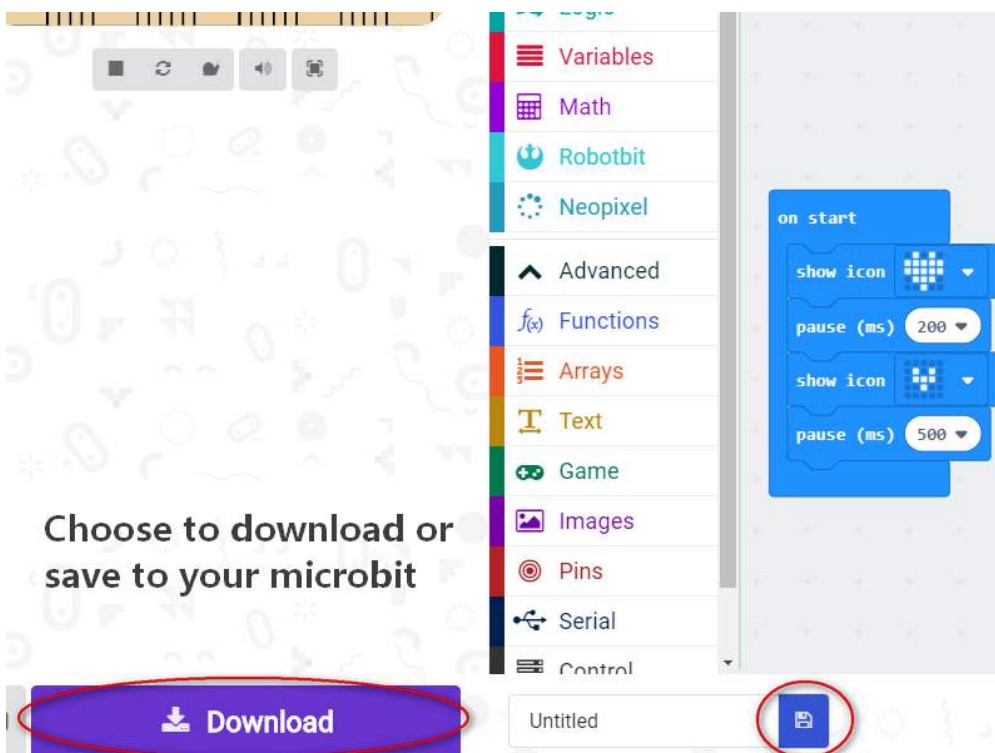 Logic
Variables
Math
Robotbit
Neopixel
Advanced
f(x) Functions
Arrays
Text
Game
Images
Pins
Serial
Control
on start
show icon
pause (ms) 200
show icon
pause (ms) 500
Choose to download or
save to your microbit
Download
Untitled